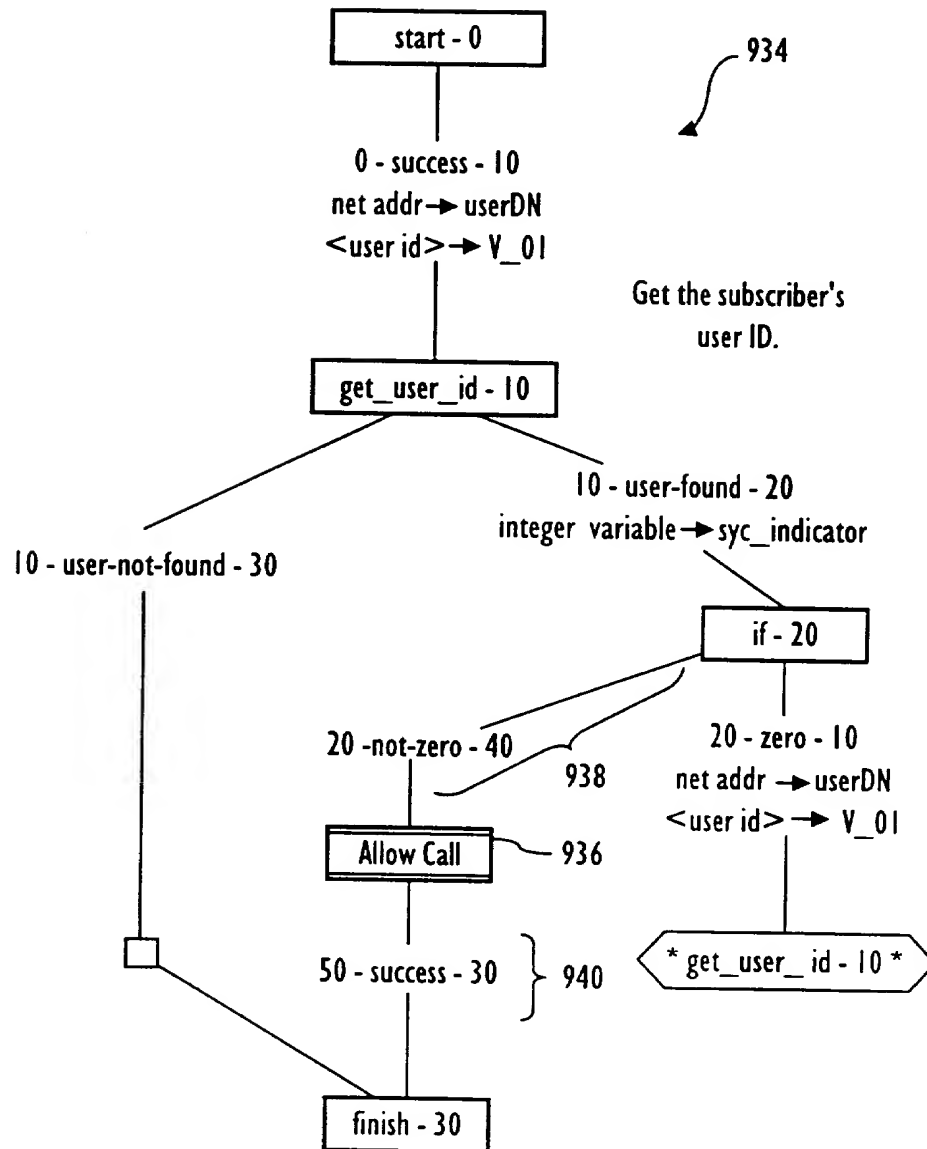 start - 0
934
0 - success - 10
net addr → userDN
<user id> → V_01
Get the subscriber's
user ID.
get_user_id - 10
10 - user-found - 20
integer variable → syc_indicator
10 - user-not-found - 30
if - 20
20 -not-zero - 40
938
20 - zero - 10
net addr → userDN
<user id> → V_01
Allow Call
936
50 - success - 30
940
* get_user_ id - 10 *
finish - 30